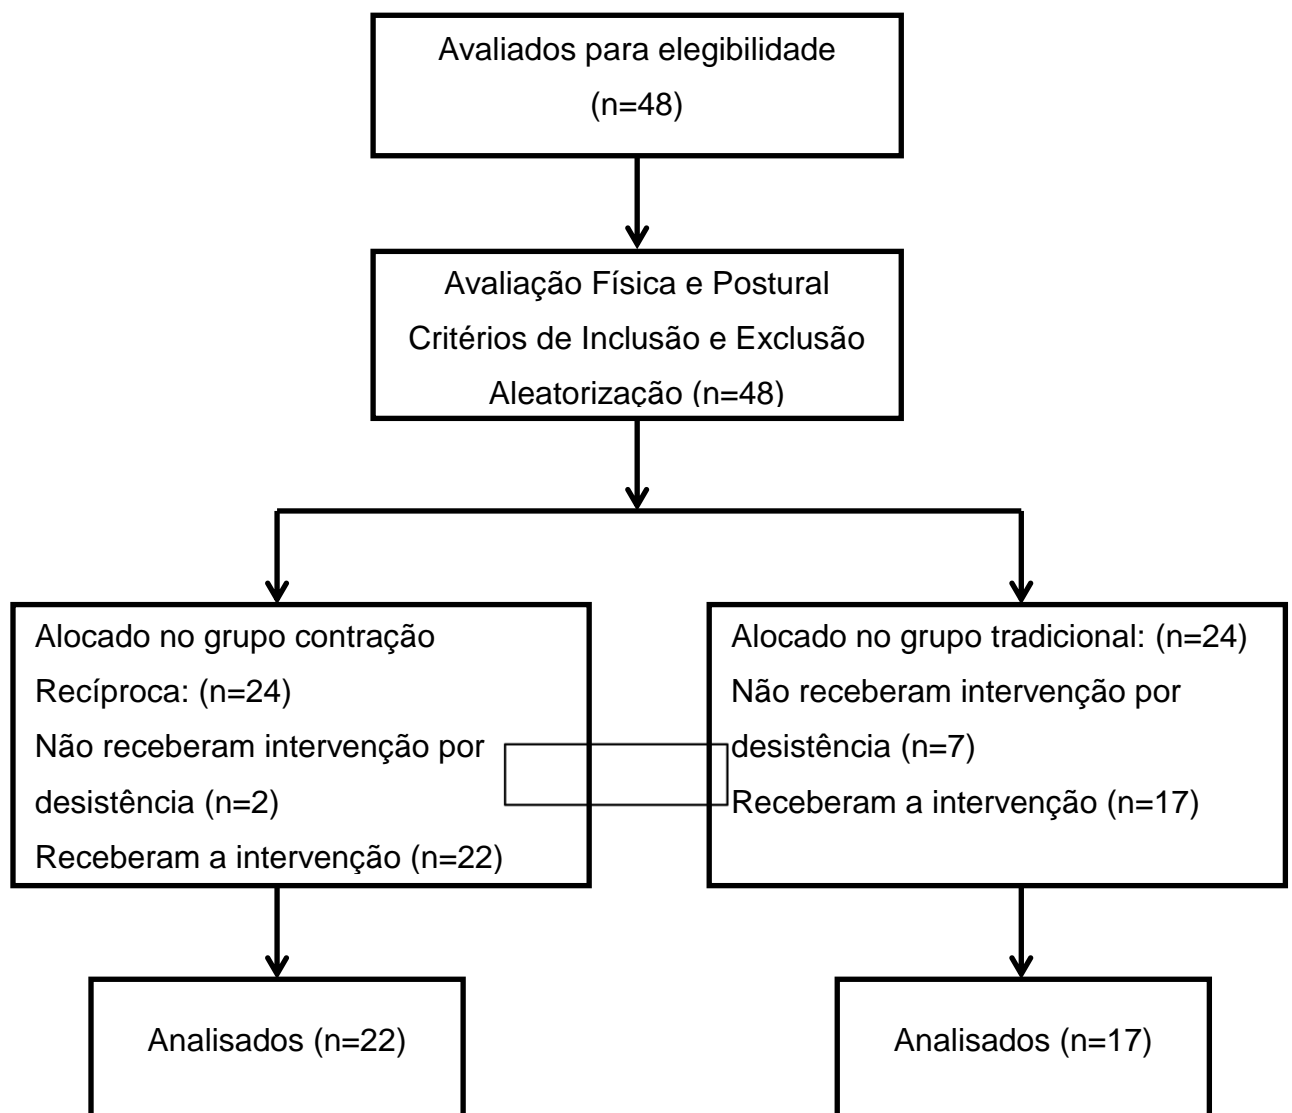 Avaliados para elegibilidade
(n=48)
Avaliação Física e Postural
Critérios de Inclusão e Exclusão
Aleatorização (n=48)
Alocado no grupo contração
Recíproca: (n=24)
Não receberam intervenção por
desistência (n=2)
Receberam a intervenção (n=22)
Alocado no grupo tradicional: (n=24)
Não receberam intervenção por
desistência (n=7)
Receberam a intervenção (n=17)
Analisados (n=22)
Analisados (n=17)